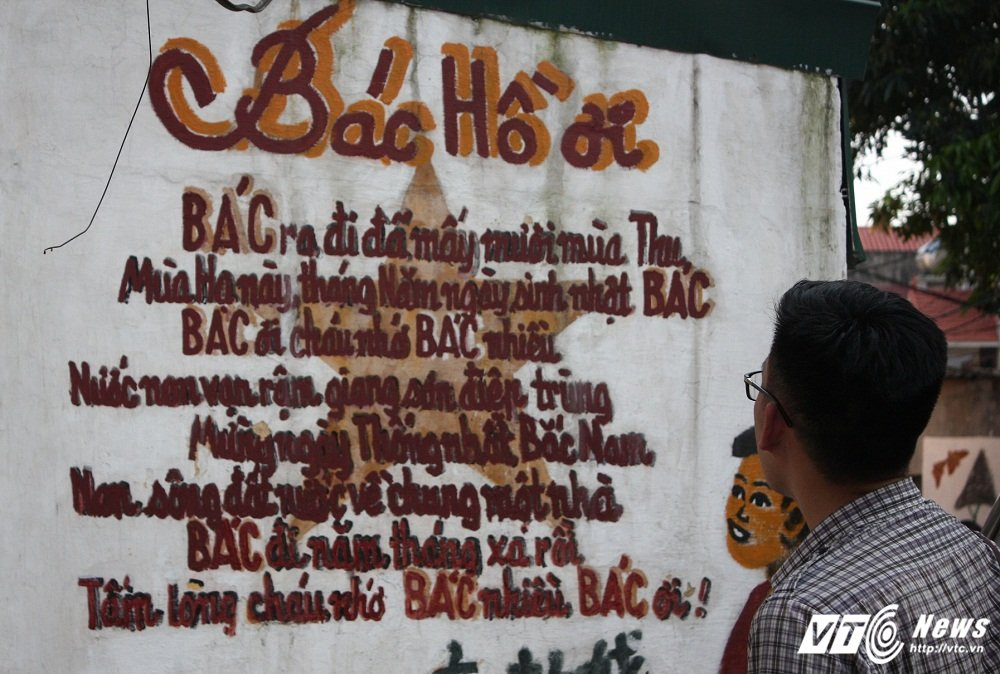 Bác Hồ ơi
BÁC ra đi đã mấy mươi mùa Thu,
Mùa Hạ này, tháng Năm ngày sinh nhật BÁC
BÁC ơi cháu nhớ BÁC nhiều
Nước non vạn rặm giang sơn điệp trùng
Mừng ngày Thống nhất Bắc Nam
Non sông đất nước về chung một nhà
BÁC đi năm tháng xa rồi
Tấm lòng cháu nhớ BÁC nhiều BÁC ơi!
VTC News
http://vtc.vn